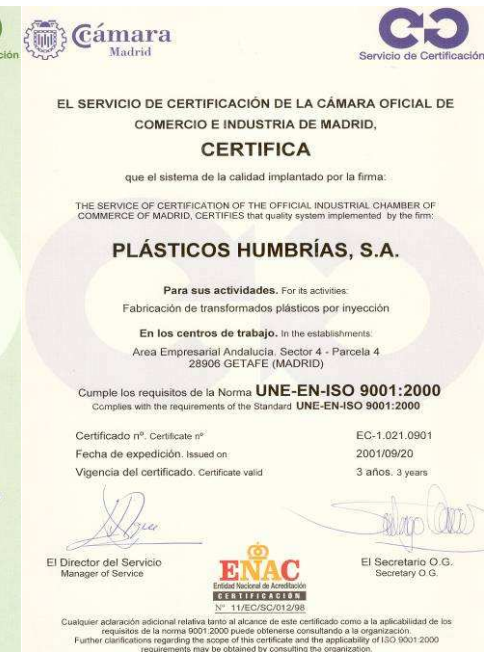 ción
Cámara
Madrid
Servicio de Certificación
EL SERVICIO DE CERTIFICACIÓN DE LA CÁMARA OFICIAL DE
COMERCIO E INDUSTRIA DE MADRID,
CERTIFICA
que el sistema de la calidad implantado por la firma:
THE SERVICE OF CERTIFICATION OF THE OFFICIAL INDUSTRIAL CHAMBER OF
COMMERCE OF MADRID, CERTIFIES that quality system implemented by the firm:
PLÁSTICOS HUMBRÍAS, S.A.
Para sus actividades. For its activities:
Fabricación de transformados plásticos por inyección
En los centros de trabajo. In the establishments:
Area Empresarial Andalucía. Sector 4 - Parcela 4
28906 GETAFE (MADRID)
Cumple los requisitos de la Norma UNE-EN-ISO 9001:2000
Complies with the requirements of the Standard UNE-EN-ISO 9001:2000
Certificado nº. Certificate nº EC-1.021.0901
Fecha de expedición. Issued on 2001/09/20
Vigencia del certificado. Certificate valid 3 años. 3 years
El Director del Servicio
Manager of Service
ENAC
Entidad Nacional de Acreditación
CERTIFICACIÓN
Nº 11/EC/SC/012/98
El Secretario O.G.
Secretary O.G.
Cualquier aclaración adicional relativa tanto al alcance de este certificado como a la aplicabilidad de los
requisitos de la norma 9001:2000 puede obtenerse consultando a la organización.
Further clarifications regarding the scope of this certificate and the applicability of ISO 9001:2000
requirements may be obtained by consulting the organization.